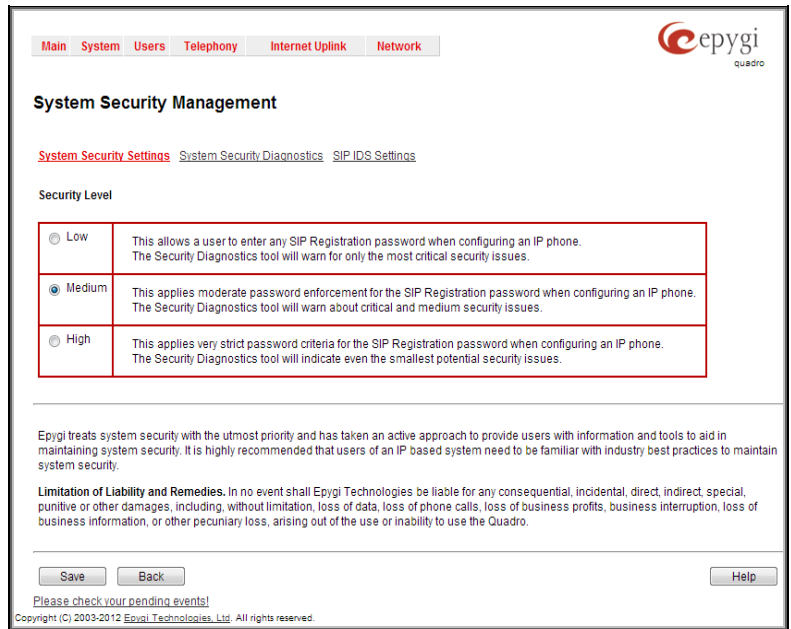 Main System Users Telephony Internet Uplink Network
epygi
quadro
System Security Management
System Security Settings System Security Diagnostics SIP IDS Settings
Security Level
Low
This allows a user to enter any SIP Registration password when configuring an IP phone.
The Security Diagnostics tool will warn for only the most critical security issues.
Medium
This applies moderate password enforcement for the SIP Registration password when configuring an IP phone.
The Security Diagnostics tool will warn about critical and medium security issues.
High
This applies very strict password criteria for the SIP Registration password when configuring an IP phone.
The Security Diagnostics tool will indicate even the smallest potential security issues.
Epygi treats system security with the utmost priority and has taken an active approach to provide users with information and tools to aid in
maintaining system security. It is highly recommended that users of an IP based system need to be familiar with industry best practices to maintain
system security.
Limitation of Liability and Remedies. In no event shall Epygi Technologies be liable for any consequential, incidental, direct, indirect, special,
punitive or other damages, including, without limitation, loss of data, loss of phone calls, loss of business profits, business interruption, loss of
business information, or other pecuniary loss, arising out of the use or inability to use the Quadro.
Save Back Help
Please check your pending events!
Copyright (C) 2003-2012 Epygi Technologies, Ltd. All rights reserved.